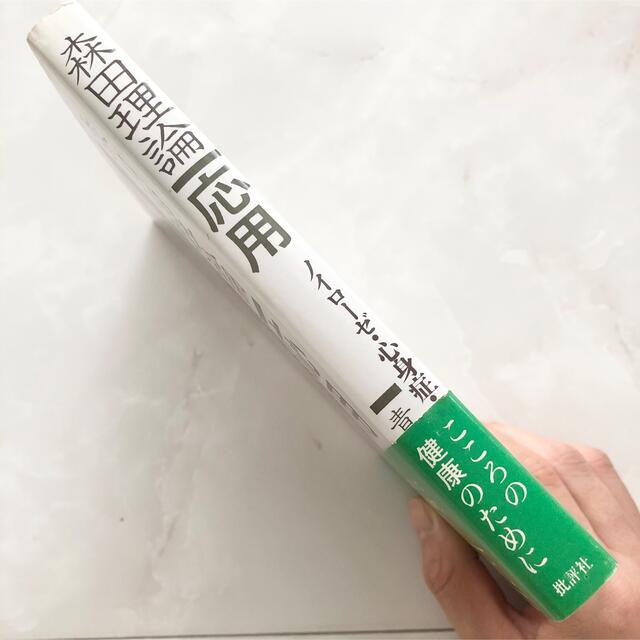 森田理論応用
ノイローゼ・心身症・
青
こころの
健康のために
批評社